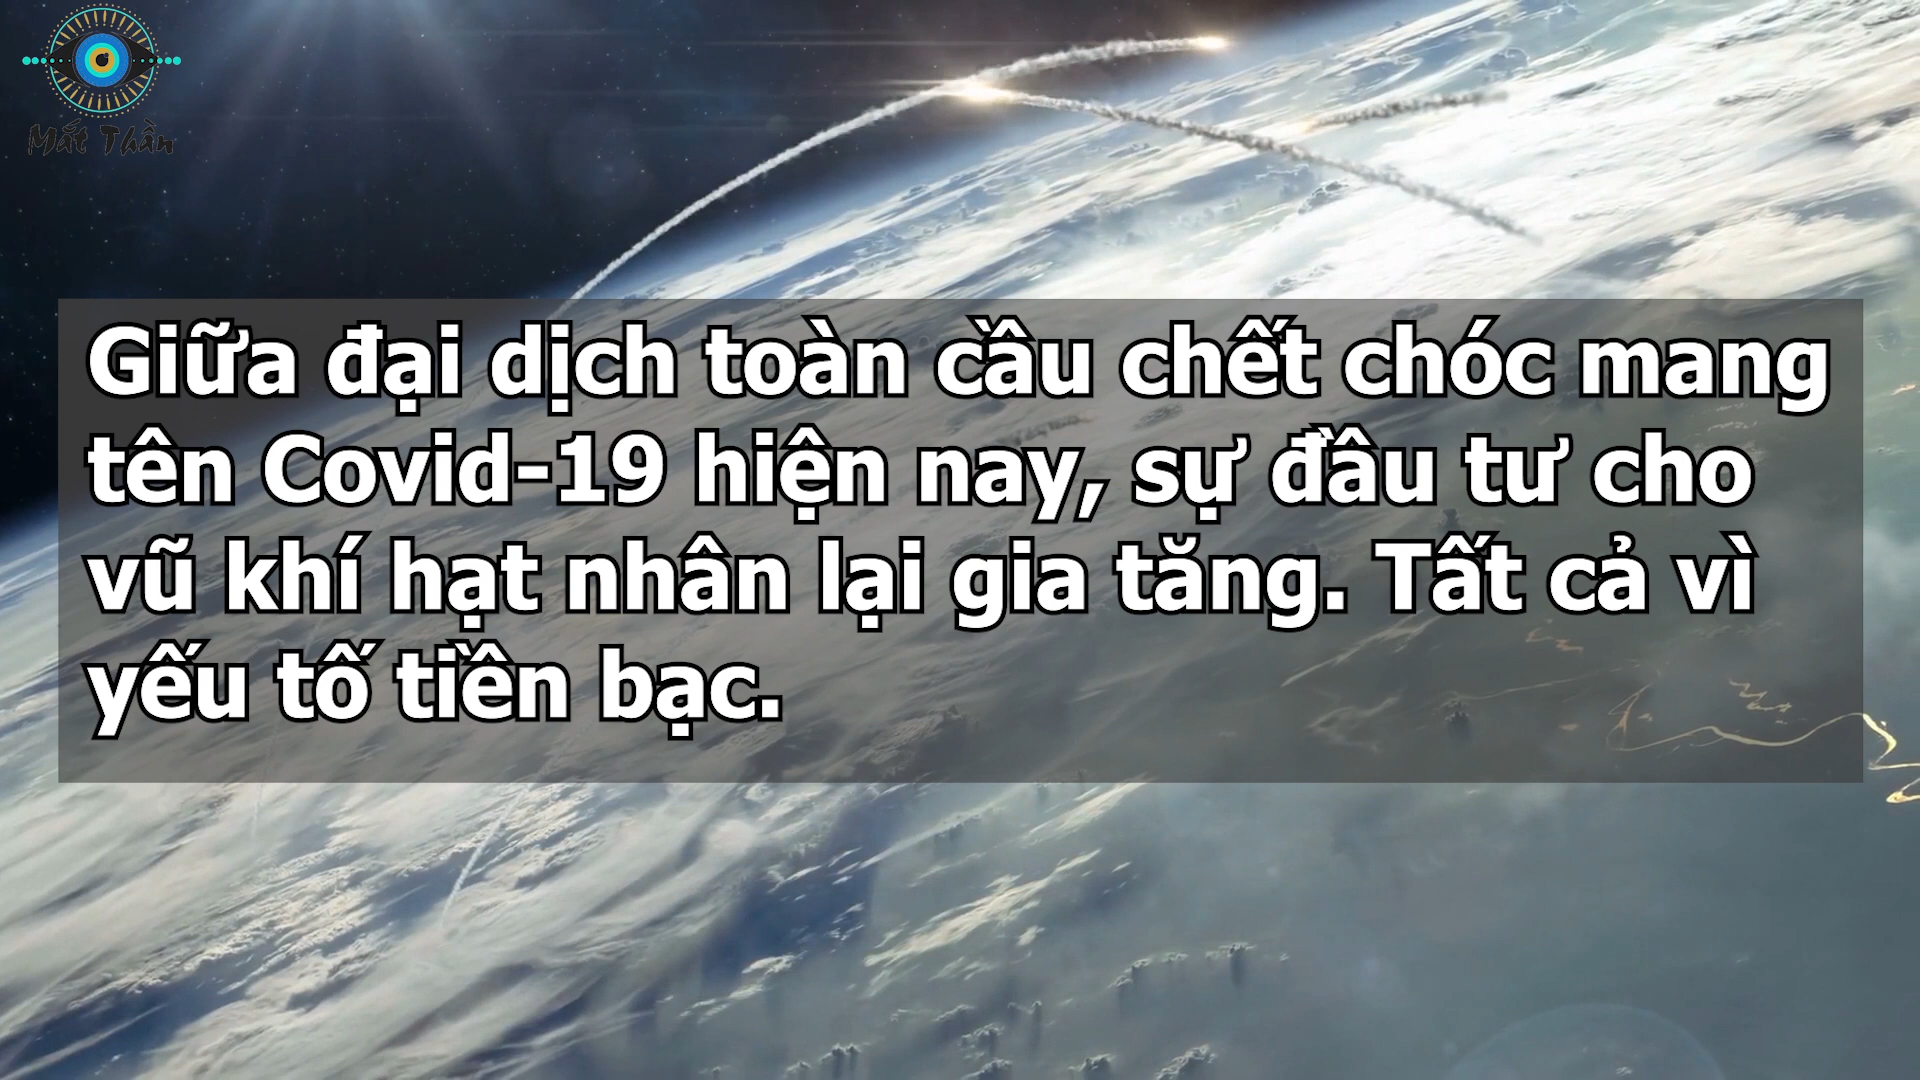 Mắt Thần
Giữa đại dịch toàn cầu chết chóc mang
tên Covid-19 hiện nay, sự đầu tư cho
vũ khí hạt nhân lại gia tăng. Tất cả vì
yếu tố tiền bạc.